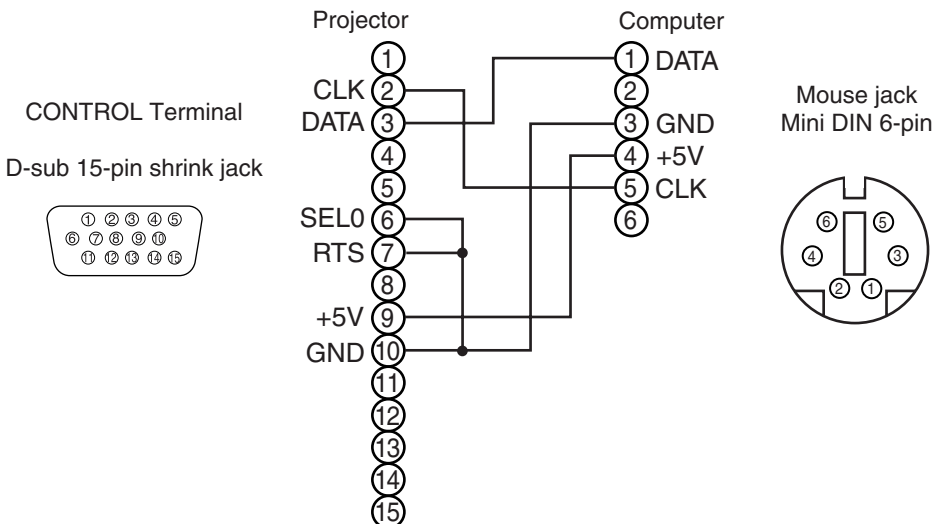 Projector
Computer
CONTROL Terminal
D-sub 15-pin shrink jack
① ② ③ ④ ⑤
⑥ ⑦ ⑧ ⑨ ⑩
⑪ ⑫ ⑬ ⑭ ⑮
①
CLK ②
DATA ③
④
⑤
SEL0 ⑥
RTS ⑦
⑧
+5V ⑨
GND ⑩
⑪
⑫
⑬
⑭
⑮
① DATA
②
③ GND
④ +5V
⑤ CLK
⑥
Mouse jack
Mini DIN 6-pin
⑥ ⑤
④ ③
② ①